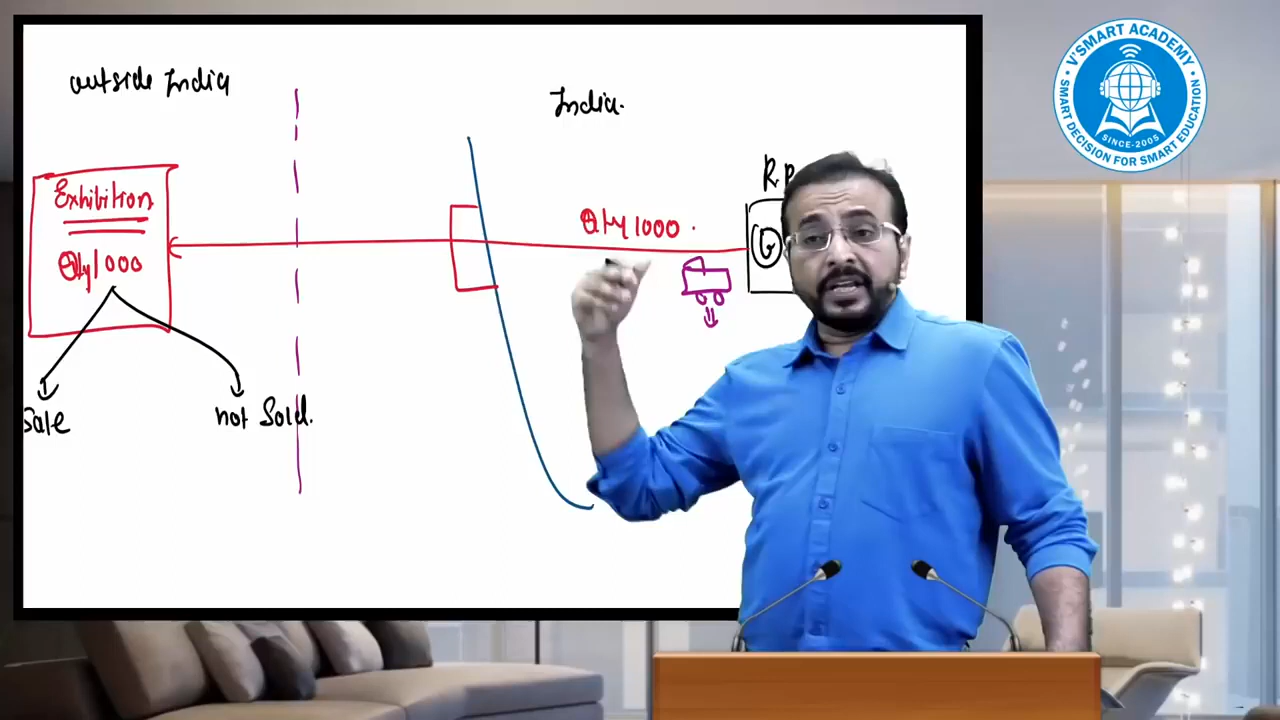 outside India
India.
Exhibition
Qty 1000
Sale
not Sold.
Qty 1000.
R.P
G
V'SMART ACADEMY
SINCE-2005
SMART DECISION FOR SMART EDUCATION